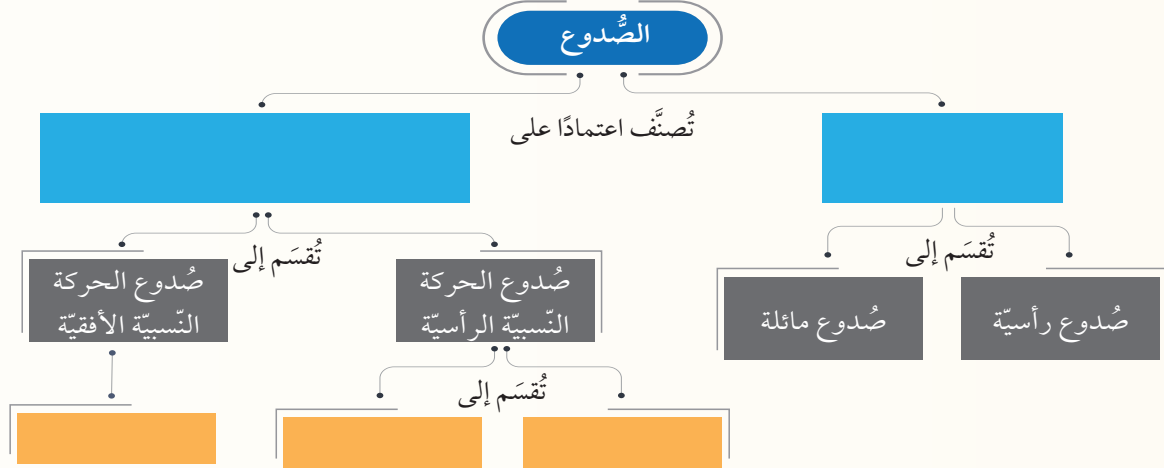 الصُّدوع
تُصنَّف اعتمادًا على
تُقسَم إلى
تُقسَم إلى
صُدوع رأسيّة
صُدوع مائلة
صُدوع الحركة
النّسبيّة الرأسيّة
صُدوع الحركة
النّسبيّة الأفقيّة
تُقسَم إلى